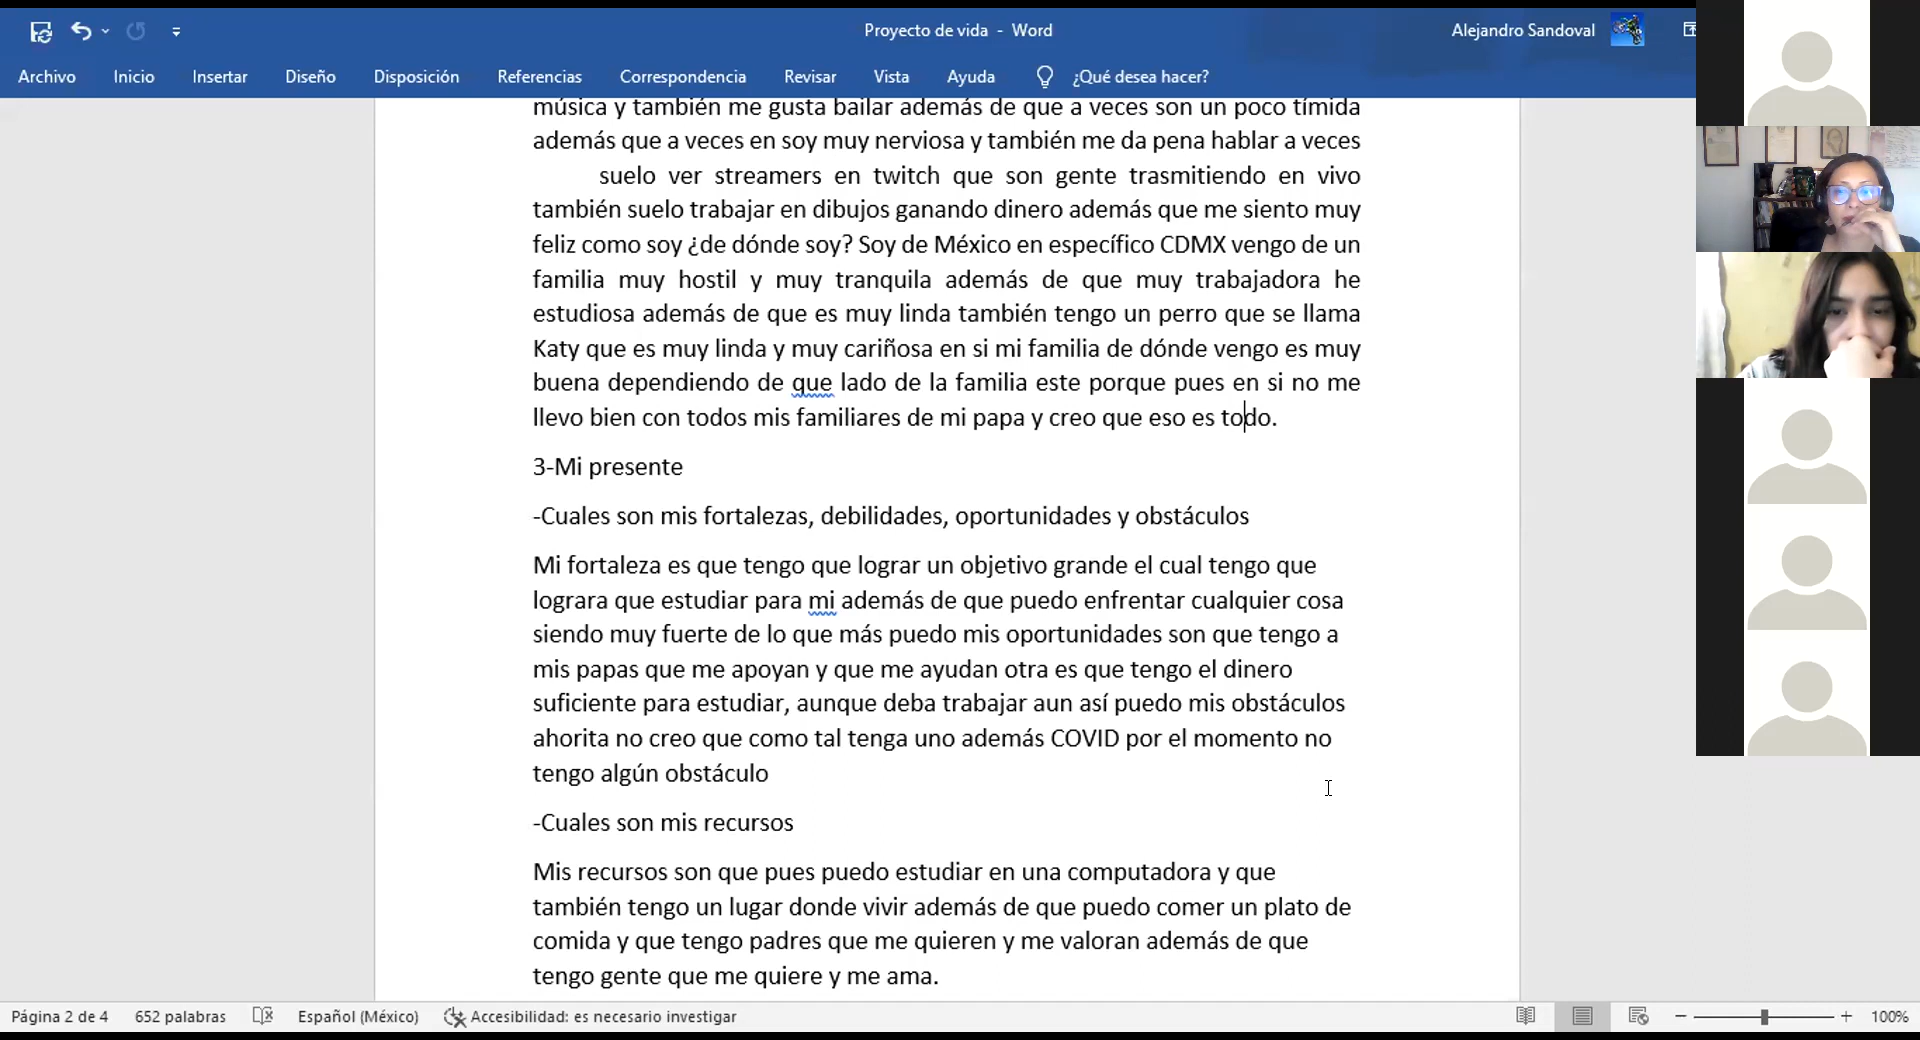 Proyecto de vida - Word
Alejandro Sandoval
Archivo Inicio Insertar Diseño Disposición Referencias Correspondencia Revisar Vista Ayuda ¿Qué desea hacer?
música y también me gusta bailar además de que a veces son un poco tímida
además que a veces en soy muy nerviosa y también me da pena hablar a veces
suelo ver streamers en twitch que son gente trasmitiendo en vivo
también suelo trabajar en dibujos ganando dinero además que me siento muy
feliz como soy ¿de dónde soy? Soy de México en específico CDMX vengo de un
familia muy hostil y muy tranquila además de que muy trabajadora he
estudiosa además de que es muy linda también tengo un perro que se llama
Katy que es muy linda y muy cariñosa en si mi familia de dónde vengo es muy
buena dependiendo de que lado de la familia este porque pues en si no me
llevo bien con todos mis familiares de mi papa y creo que eso es todo.
3-Mi presente
-Cuales son mis fortalezas, debilidades, oportunidades y obstáculos
Mi fortaleza es que tengo que lograr un objetivo grande el cual tengo que
lograra que estudiar para mi además de que puedo enfrentar cualquier cosa
siendo muy fuerte de lo que más puedo mis oportunidades son que tengo a
mis papas que me apoyan y que me ayudan otra es que tengo el dinero
suficiente para estudiar, aunque deba trabajar aun así puedo mis obstáculos
ahorita no creo que como tal tenga uno además COVID por el momento no
tengo algún obstáculo
-Cuales son mis recursos
Mis recursos son que pues puedo estudiar en una computadora y que
también tengo un lugar donde vivir además de que puedo comer un plato de
comida y que tengo padres que me quieren y me valoran además de que
tengo gente que me quiere y me ama.
Página 2 de 4 652 palabras Español (México) Accesibilidad: es necesario investigar 100%